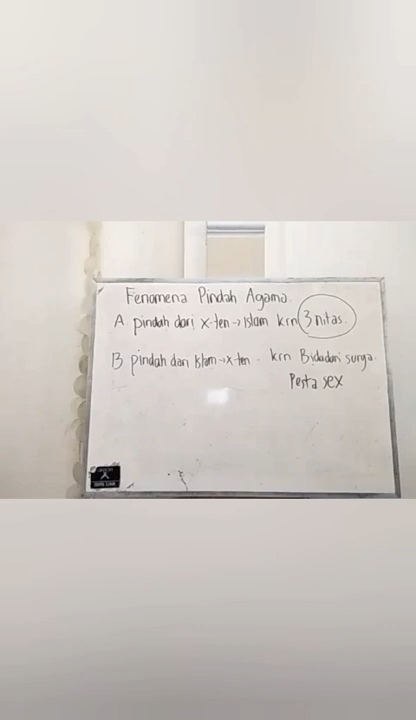 Fenomena Pindah Agama.
A pindah dari x-ten → Islam krn 3 nitas.
B pindah dari Islam → x-ten. krn Bidadari surga.
Pesta sex